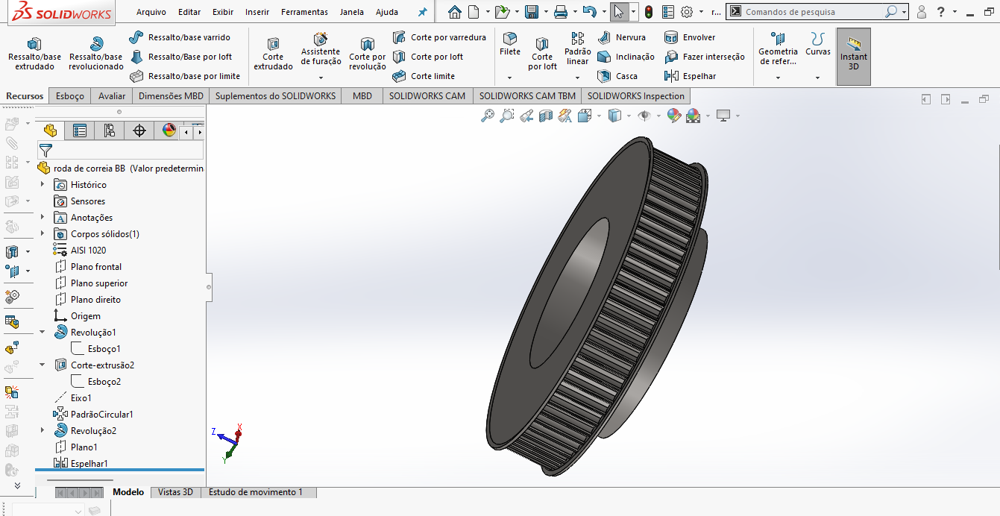 SOLIDWORKS
Arquivo Editar Exibir Inserir Ferramentas Janela Ajuda
r...
Comandos de pesquisa
?
Ressalto/base extrudado
Ressalto/base revolucionado
Ressalto/base varrido
Ressalto/Base por loft
Ressalto/base por limite
Corte extrudado
Assistente de furação
Corte por revolução
Corte por varredura
Corte por loft
Corte limite
Filete
Corte por loft
Padrão linear
Nervura
Inclinação
Casca
Envolver
Fazer interseção
Espelhar
Geometria de refer...
Curvas
Instant 3D
Recursos Esboço Avaliar Dimensões MBD Suplementos do SOLIDWORKS MBD SOLIDWORKS CAM SOLIDWORKS CAM TBM SOLIDWORKS Inspection
roda de correia BB (Valor predetermin
Histórico
Sensores
Anotações
Corpos sólidos(1)
AISI 1020
Plano frontal
Plano superior
Plano direito
Origem
Revolução1
Esboço1
Corte-extrusão2
Esboço2
Eixo1
PadrãoCircular1
Revolução2
Plano1
Espelhar1
Z
X
Y
Modelo Vistas 3D Estudo de movimento 1